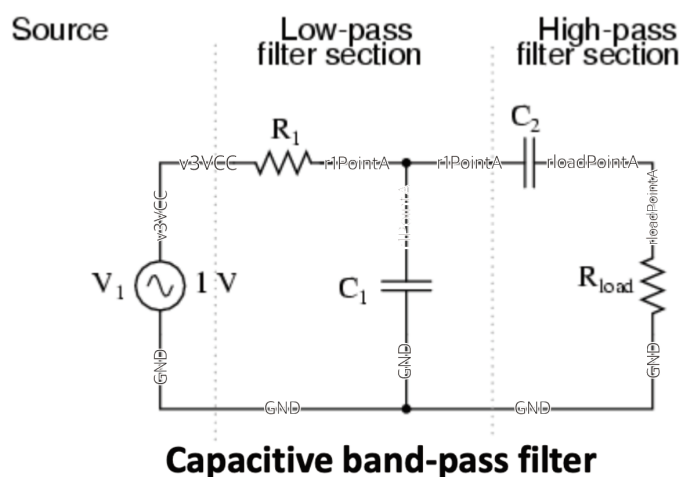 Source
Low-pass
filter section
High-pass
filter section
R1
C2
v3VCC
r1PointA
r1PointA
rloadPointA
v3VCC
r1PointA
rloadPointA
V1
1 V
C1
Rload
GND
GND
GND
GND
GND
Capacitive band-pass filter